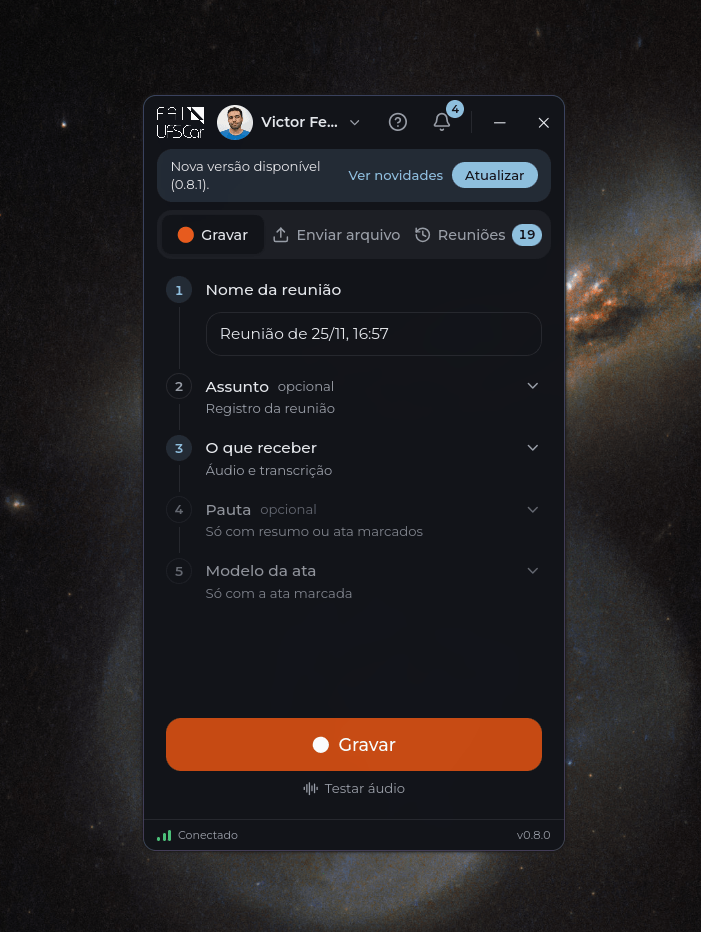 FAI
UFSCar
Victor Fe...
4
Nova versão disponível
(0.8.1).
Ver novidades
Atualizar
Gravar
Enviar arquivo
Reuniões
19
1
Nome da reunião
Reunião de 25/11, 16:57
2
Assunto opcional
Registro da reunião
3
O que receber
Áudio e transcrição
4
Pauta opcional
Só com resumo ou ata marcados
5
Modelo da ata
Só com a ata marcada
Gravar
Testar áudio
Conectado
v0.8.0